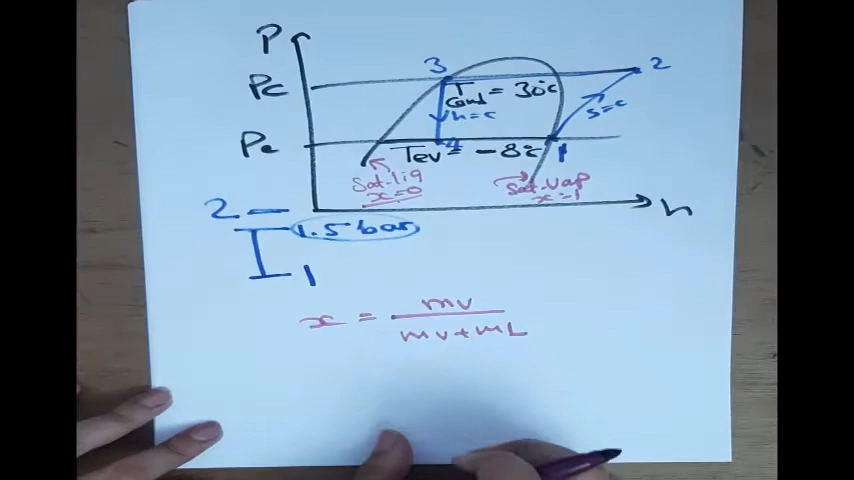 P
3
2
Pc
Tcond = 30°c
h=c
s=c
Pe
4
1
Tev = -8°c
Sat-liq
x=0
Sat-Vap
x=1
h
2
1.5 bar
1
x = mv
mv+mL